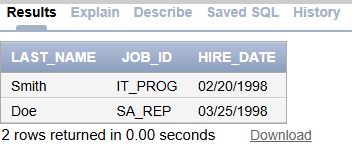 Results Explain Describe Saved SQL History
LAST_NAME JOB_ID HIRE_DATE
Smith IT_PROG 02/20/1998
Doe SA_REP 03/25/1998
2 rows returned in 0.00 seconds Download